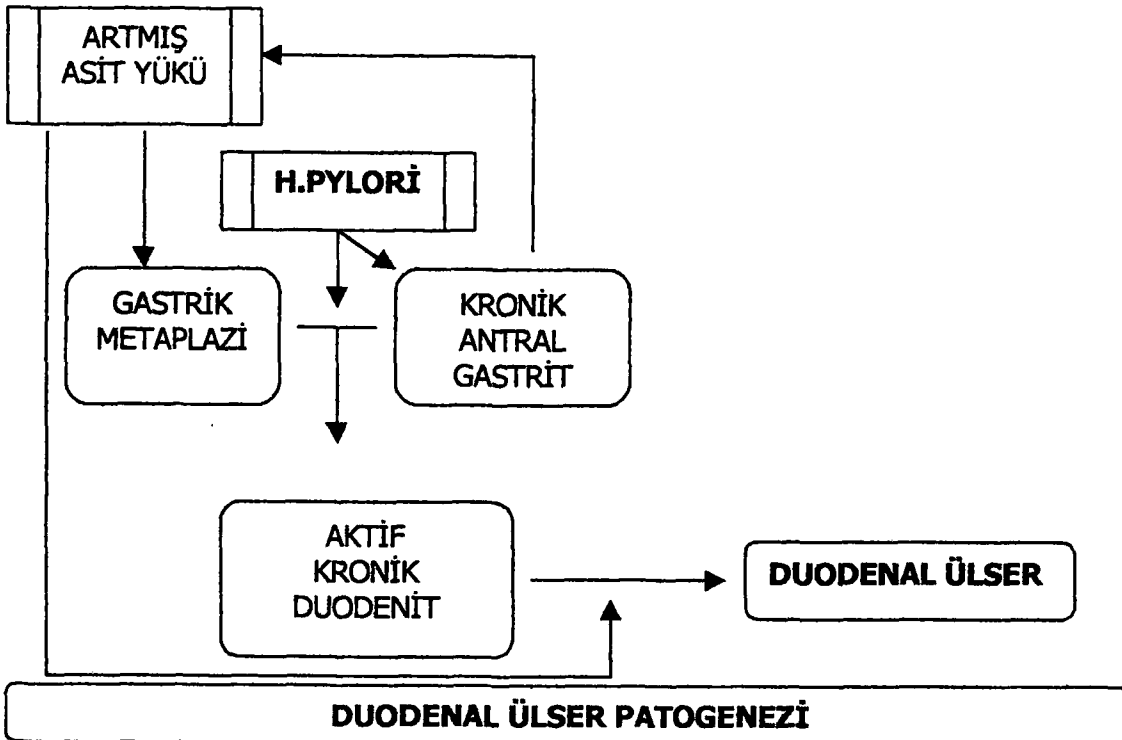 ARTMIŞ
ASİT YÜKÜ
H.PYLORİ
GASTRİK
METAPLAZİ
KRONİK
ANTRAL
GASTRİT
AKTİF
KRONİK
DUODENİT
DUODENAL ÜLSER
DUODENAL ÜLSER PATOGENEZİ